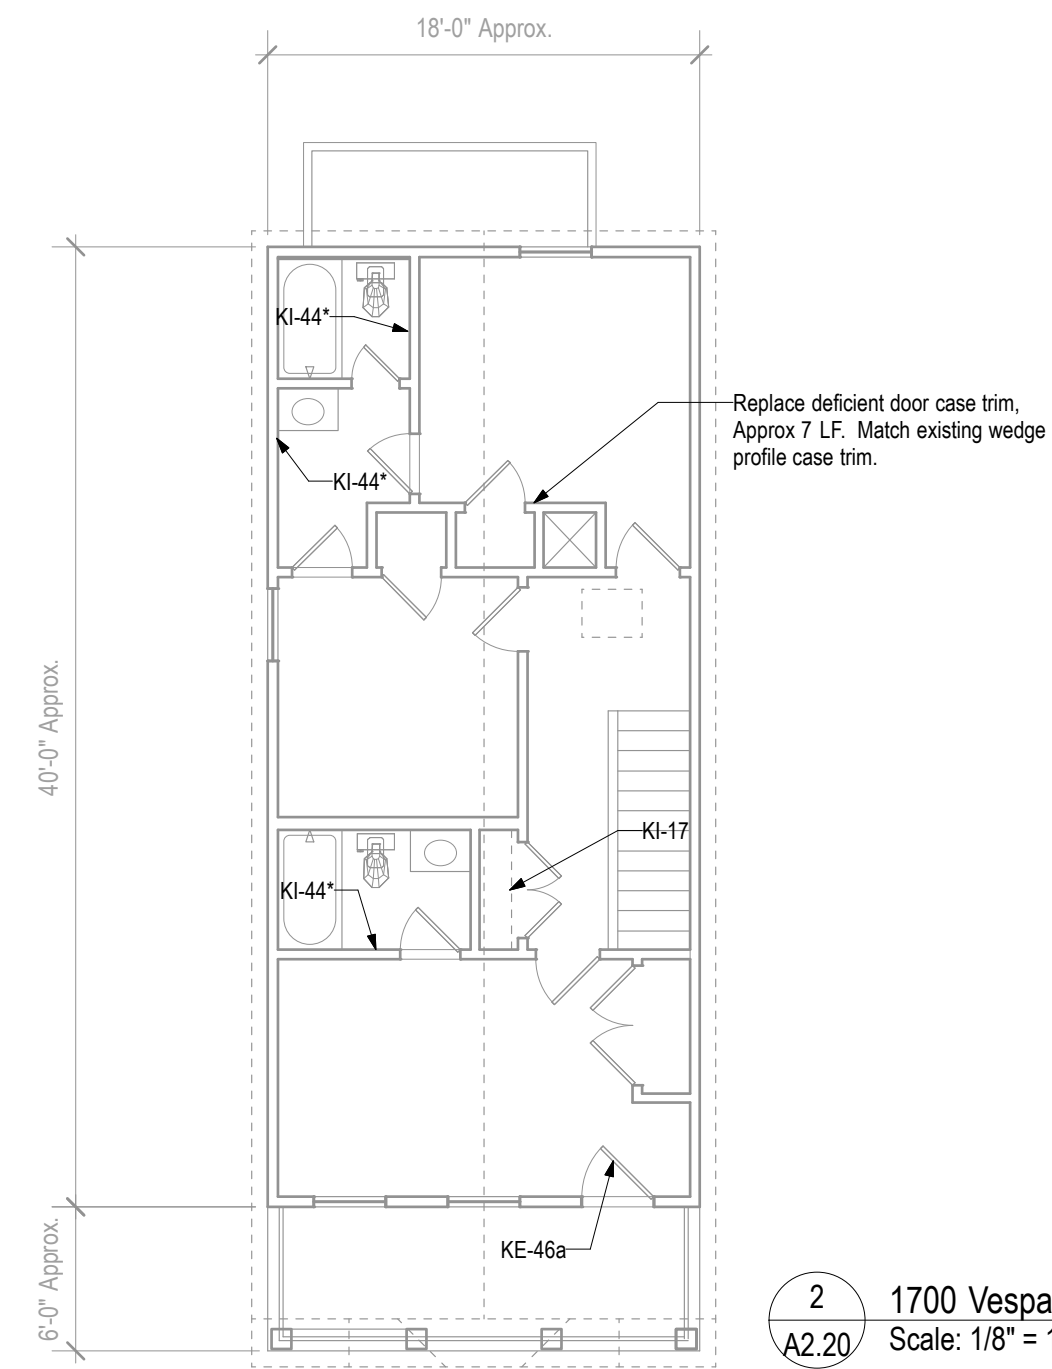 18'-0" Approx.
KI-44*
Replace deficient door case trim,
Approx 7 LF. Match existing wedge
profile case trim.
KI-44*
40'-0" Approx.
KI-17
KI-44*
6'-0" Approx.
KE-46a
2
A2.20
1700 Vespa
Scale: 1/8" =